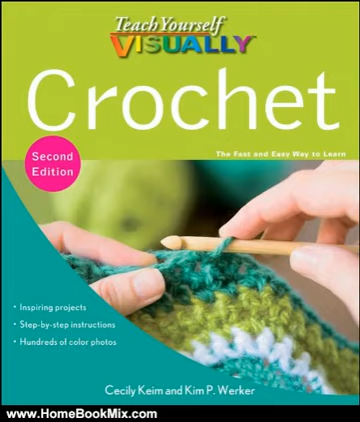 Teach Yourself
VISUALLY™
Crochet
Second
Edition
The Fast and Easy Way to Learn
• Inspiring projects
• Step-by-step instructions
• Hundreds of color photos
Cecily Keim and Kim P. Werker
www.HomeBookMix.com